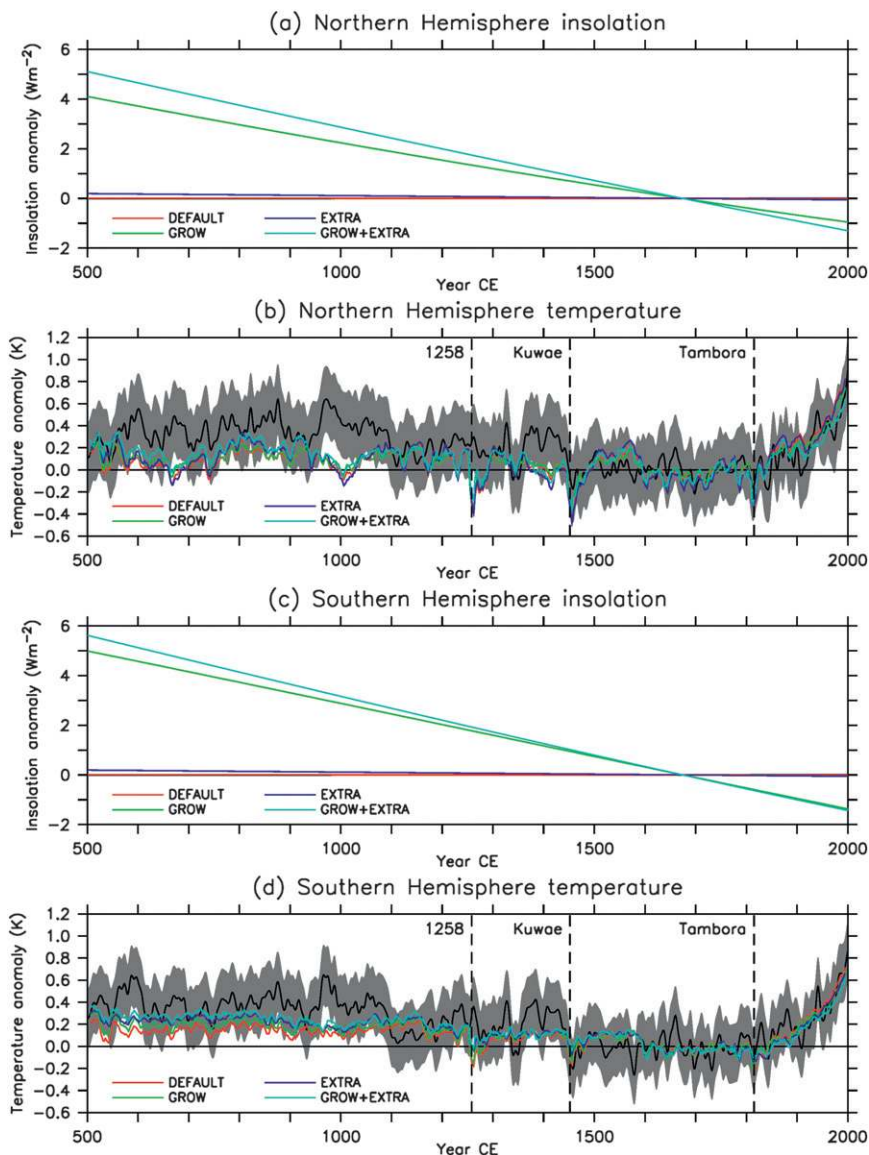 (a) Northern Hemisphere insolation
6
4
2
0
−2
Insolation anomaly (Wm⁻²)
DEFAULT EXTRA
GROW GROW+EXTRA
500 1000 1500 2000
Year CE
(b) Northern Hemisphere temperature
1.2
1.0
0.8
0.6
0.4
0.2
0.0
−0.2
−0.4
−0.6
Temperature anomaly (K)
1258 Kuwae Tambora
DEFAULT EXTRA
GROW GROW+EXTRA
500 1000 1500 2000
Year CE
(c) Southern Hemisphere insolation
6
4
2
0
−2
Insolation anomaly (Wm⁻²)
DEFAULT EXTRA
GROW GROW+EXTRA
500 1000 1500 2000
Year CE
(d) Southern Hemisphere temperature
1.2
1.0
0.8
0.6
0.4
0.2
0.0
−0.2
−0.4
−0.6
Temperature anomaly (K)
1258 Kuwae Tambora
DEFAULT EXTRA
GROW GROW+EXTRA
500 1000 1500 2000
Year CE